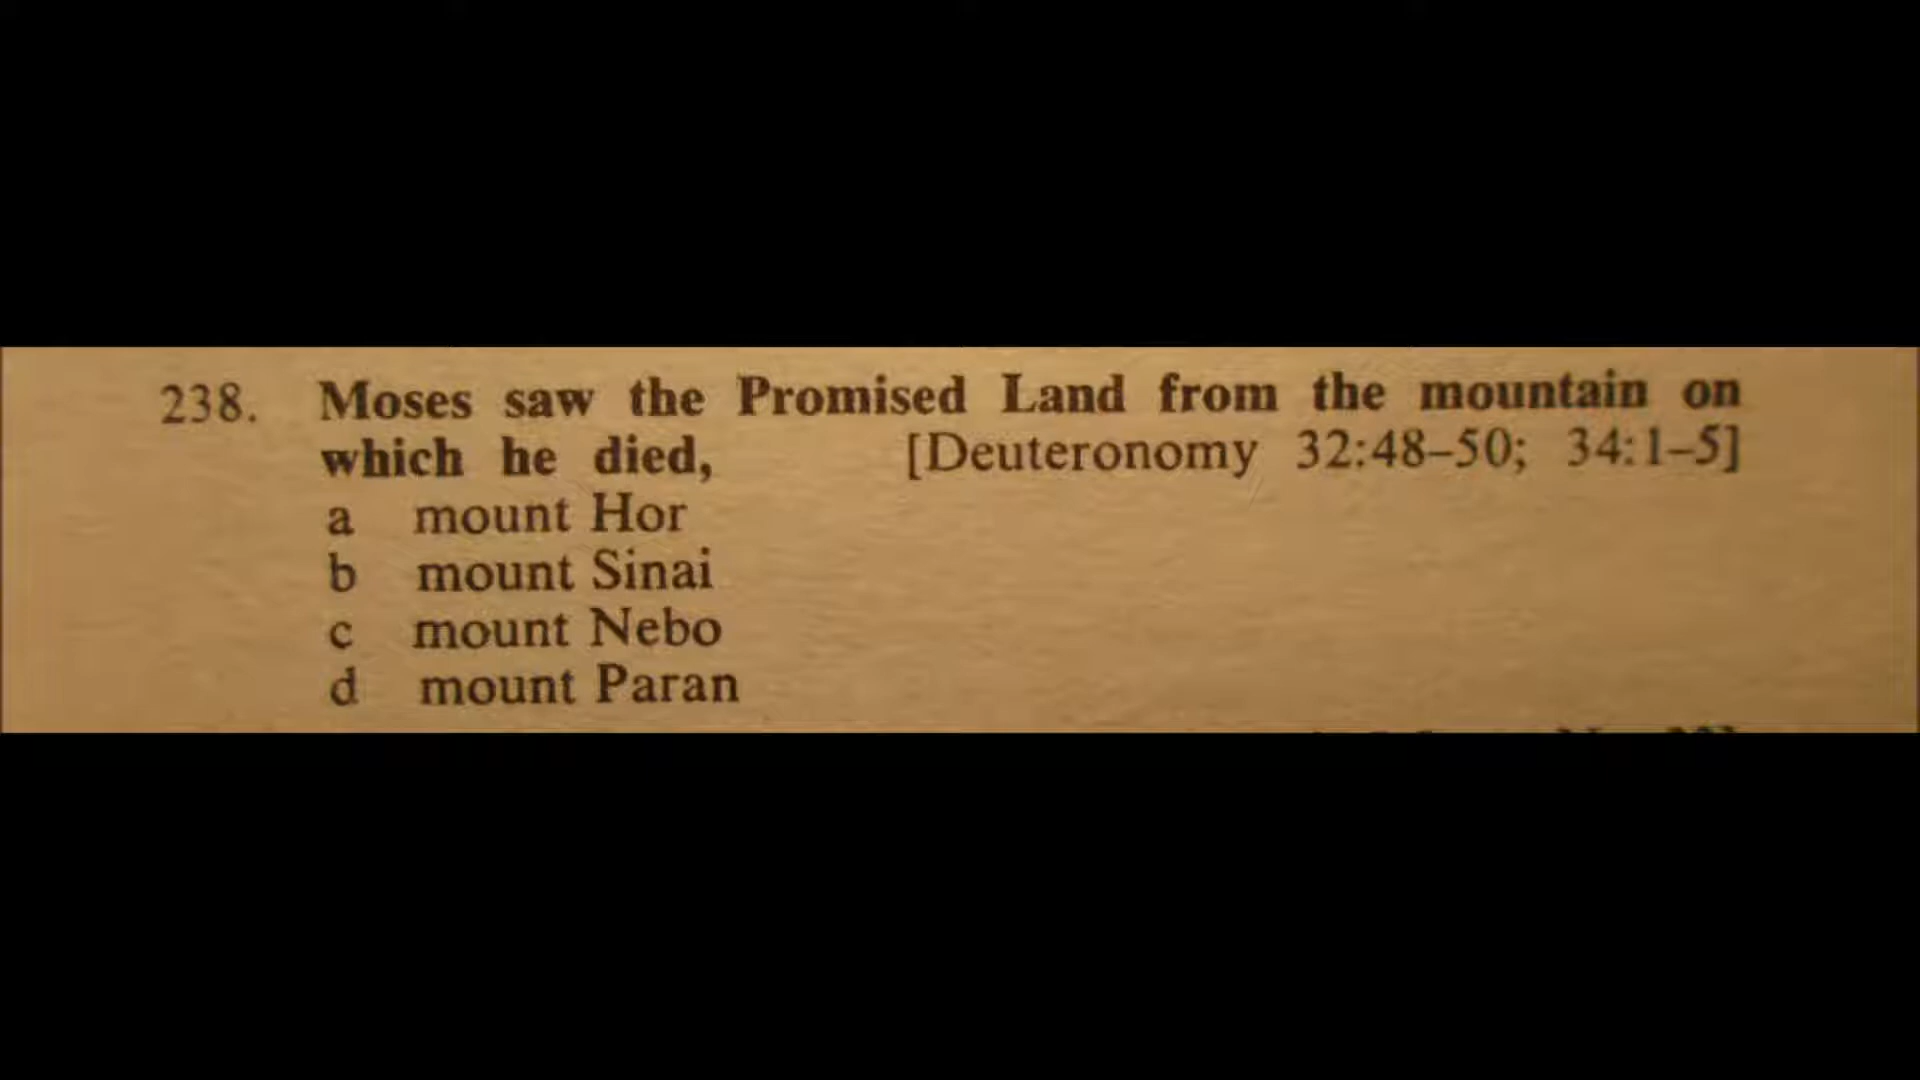 238. Moses saw the Promised Land from the mountain on
which he died, [Deuteronomy 32:48–50; 34:1–5]
a mount Hor
b mount Sinai
c mount Nebo
d mount Paran